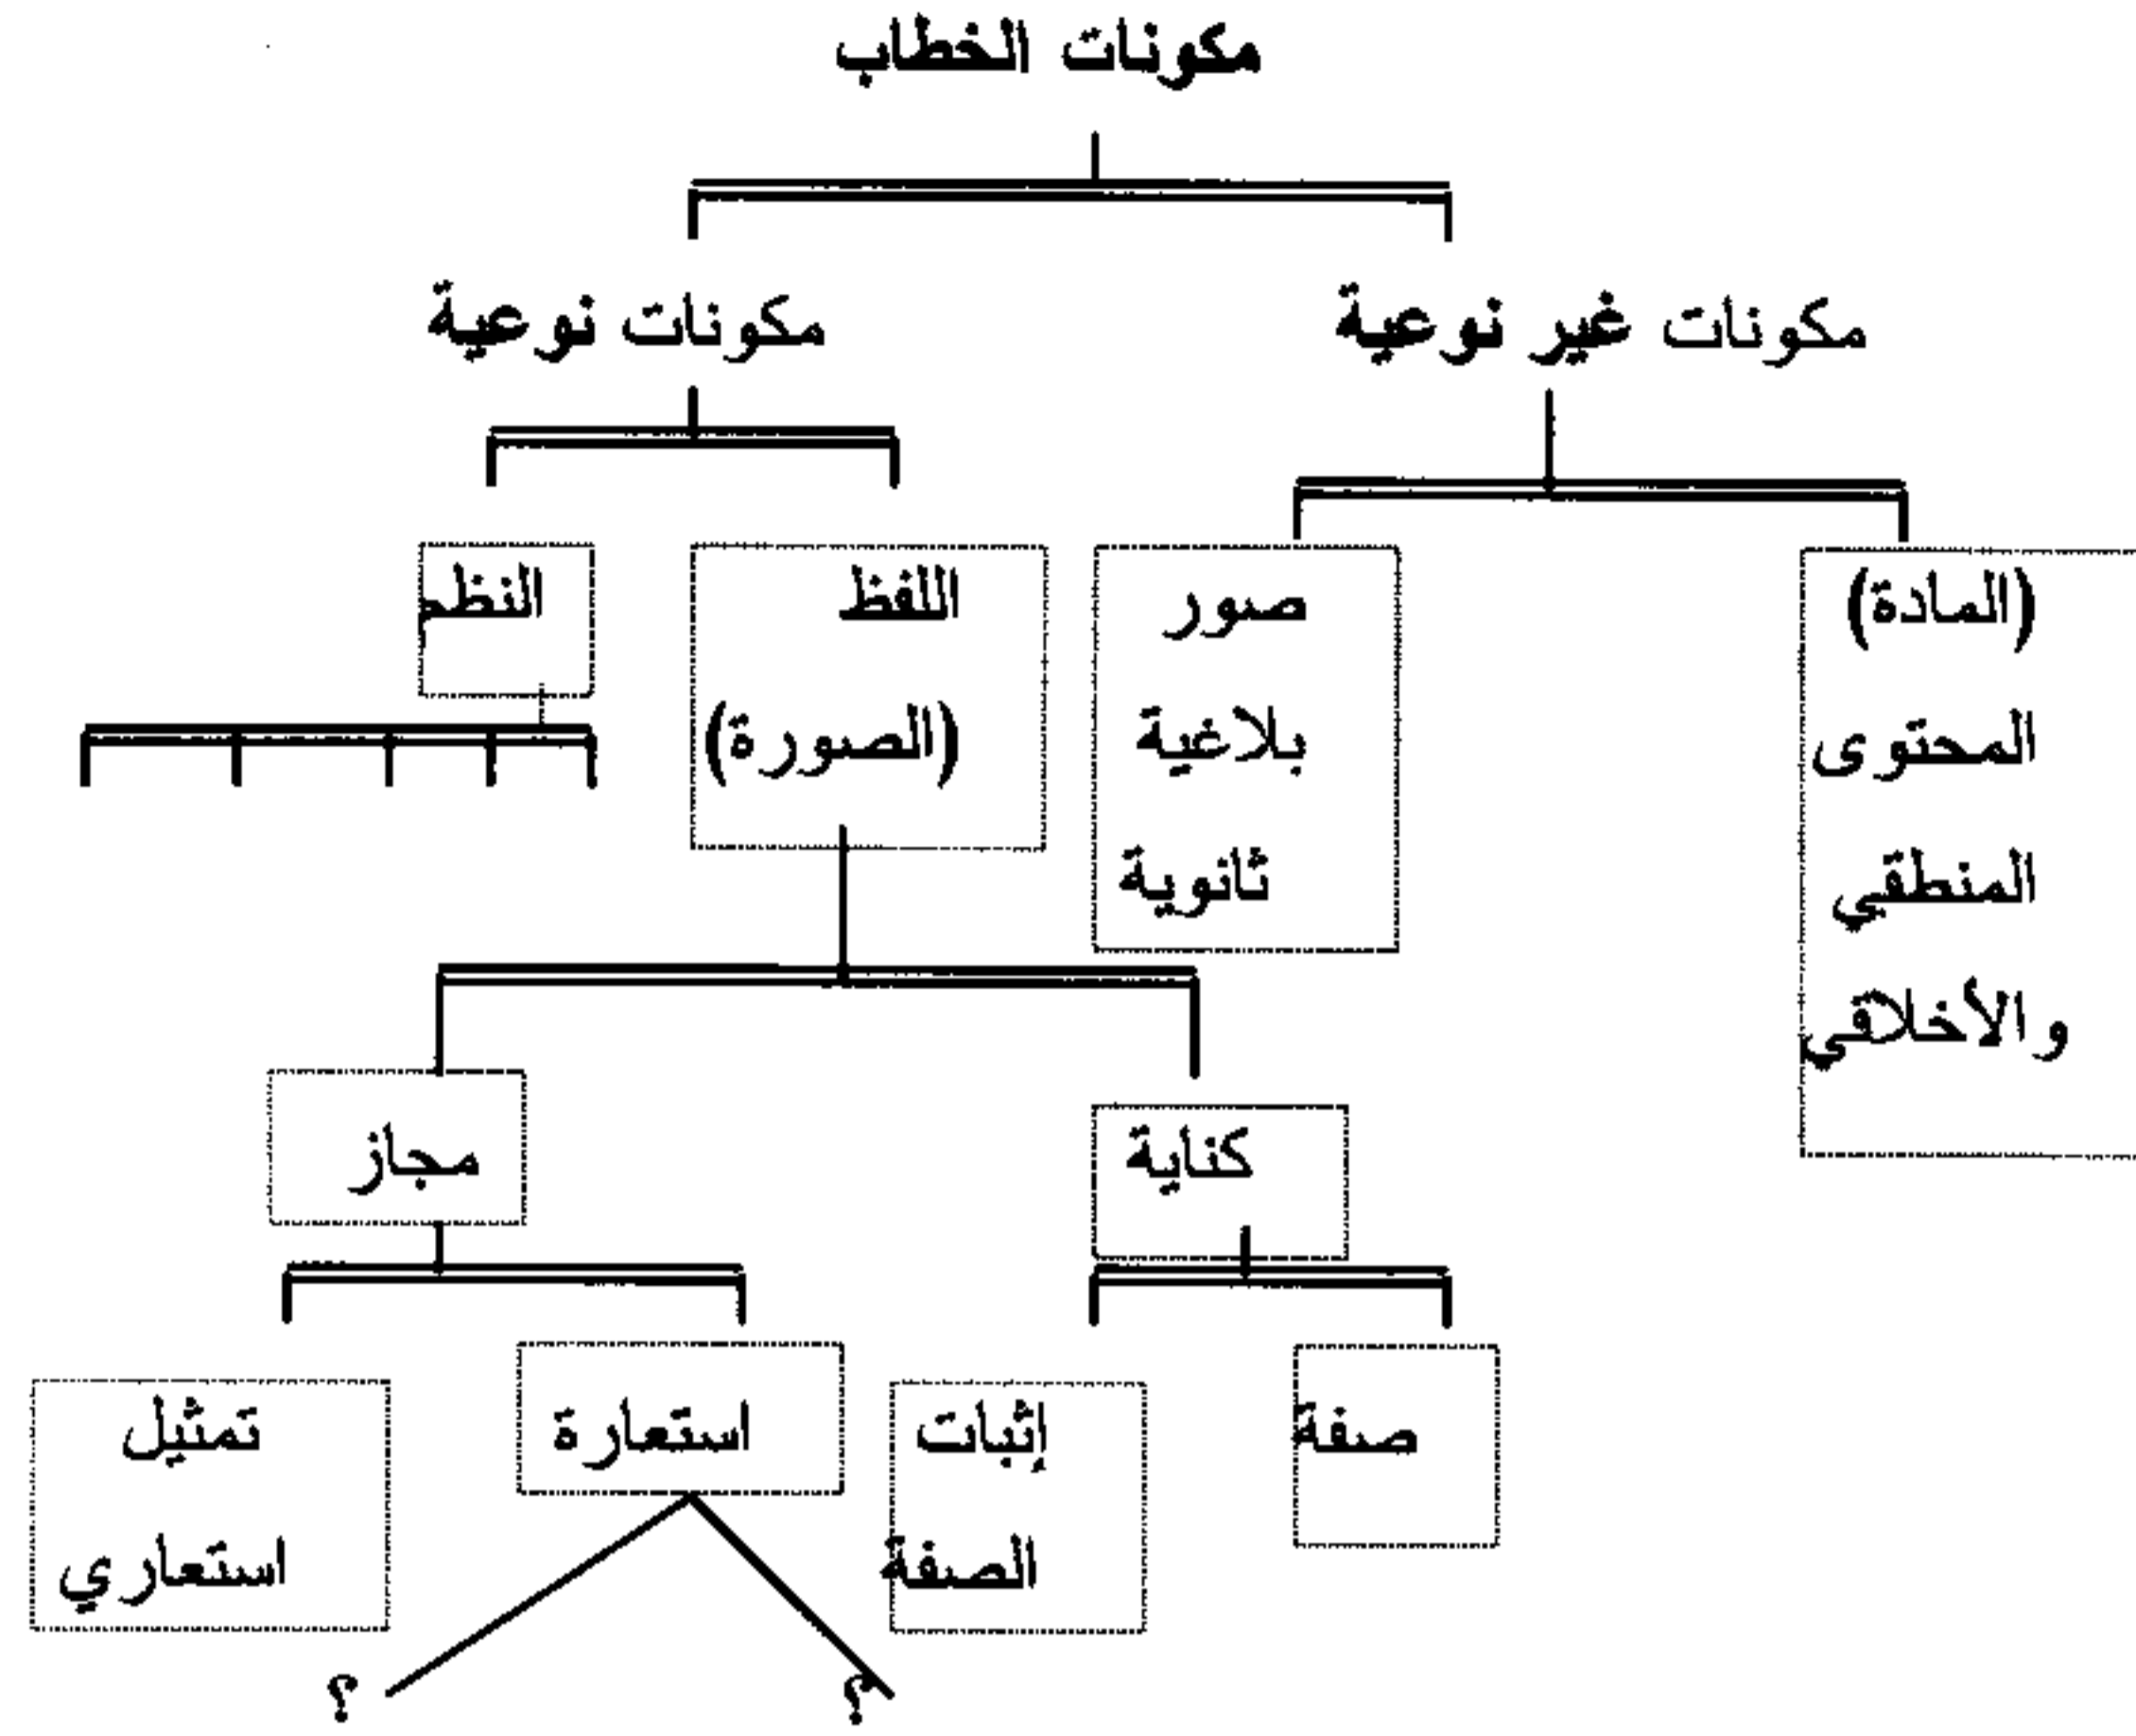 مكونات الخطاب
مكونات غير نوعية
مكونات نوعية
(المادة)
المحتوى
المنطقي
والأخلاقي
صور
بلاغية
ثانوية
اللفظ
(الصورة)
النظم
كناية
مجاز
صفة
إثبات
الصفة
استعارة
تمثيل
استعاري
؟
؟